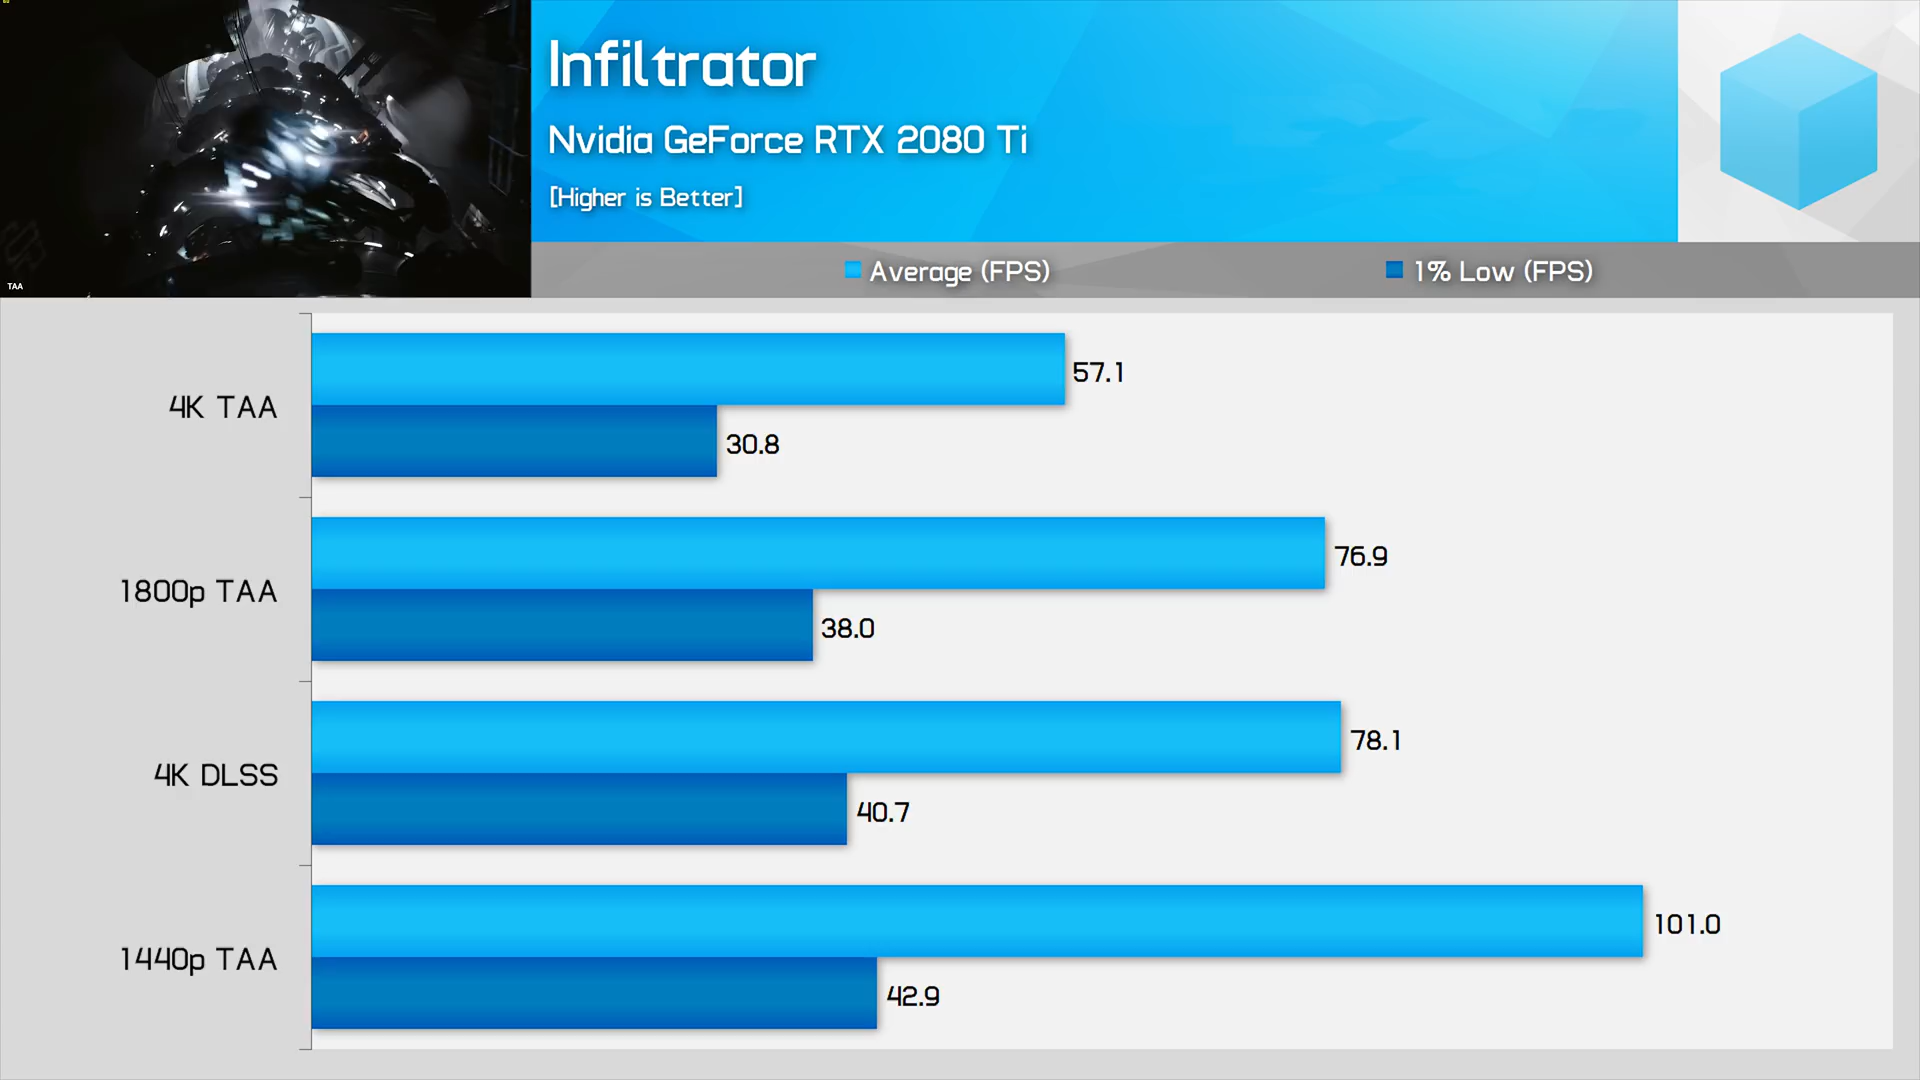 Infiltrator
Nvidia GeForce RTX 2080 Ti
[Higher is Better]
TAA
Average (FPS)
1% Low (FPS)
4K TAA
57.1
30.8
1800p TAA
76.9
38.0
4K DLSS
78.1
40.7
1440p TAA
101.0
42.9